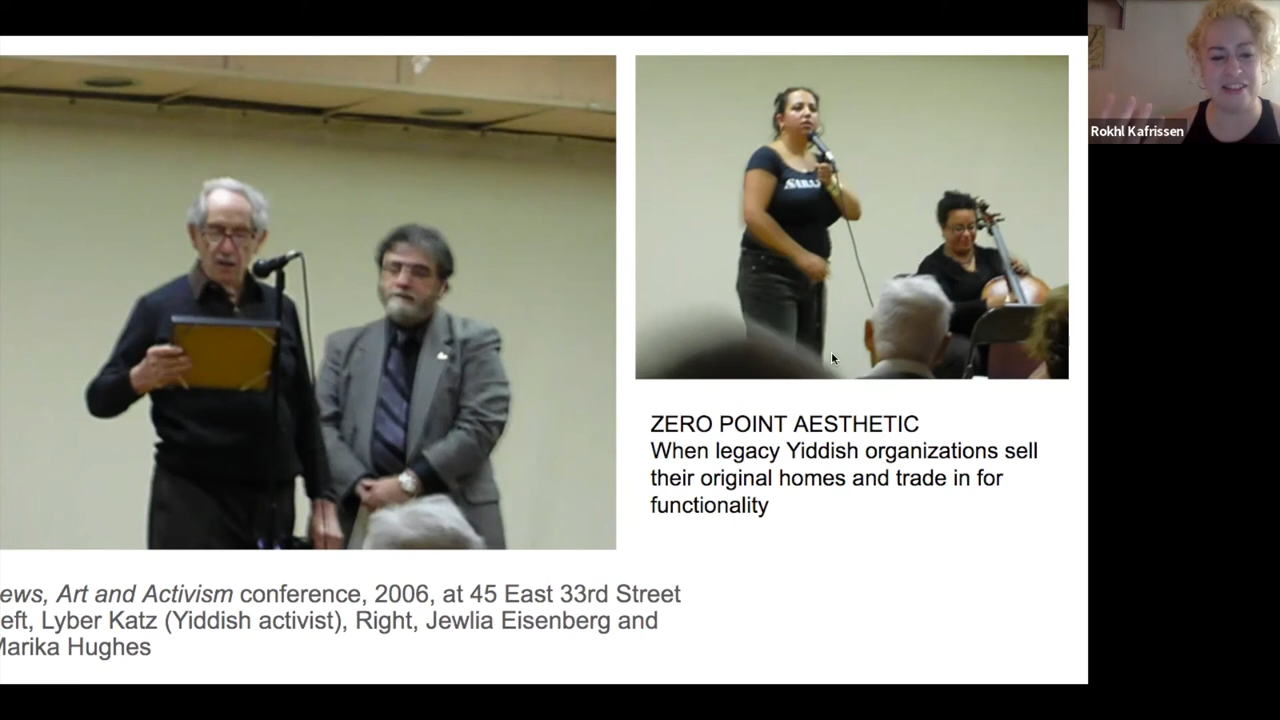 Rokhl Kafrissen
ZERO POINT AESTHETIC
When legacy Yiddish organizations sell
their original homes and trade in for
functionality
ews, Art and Activism conference, 2006, at 45 East 33rd Street
eft, Lyber Katz (Yiddish activist), Right, Jewlia Eisenberg and
Marika Hughes